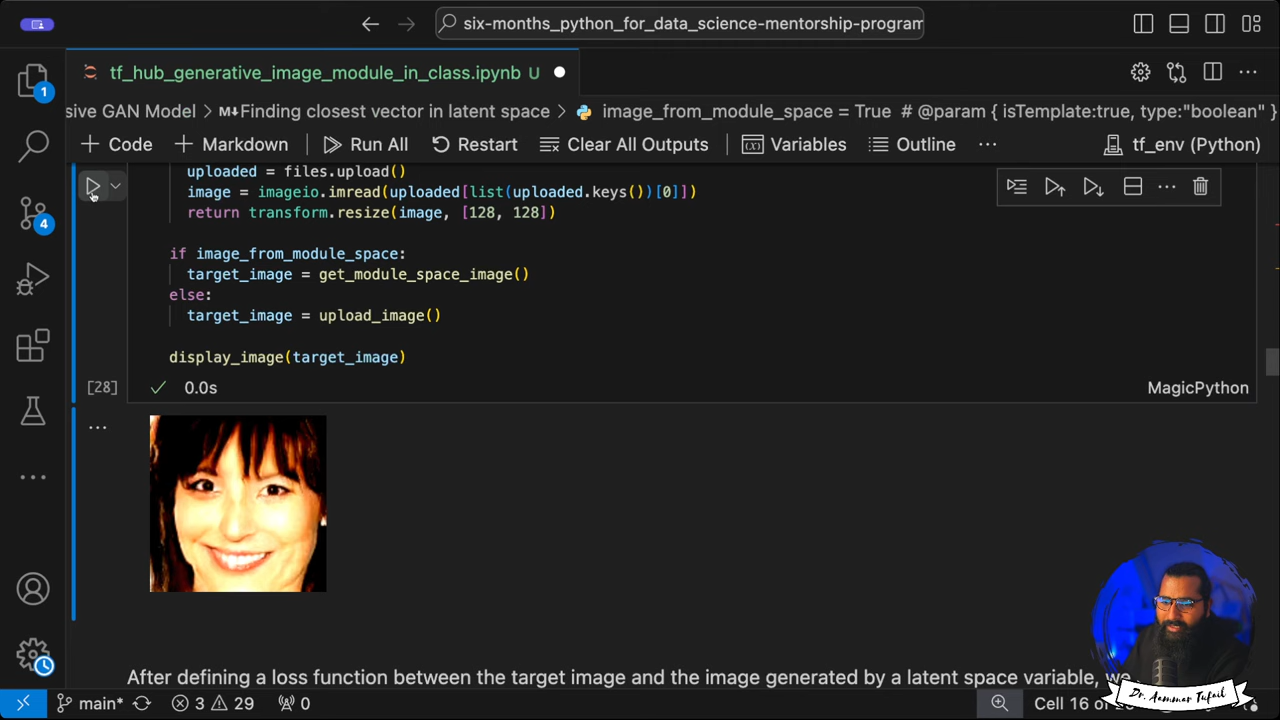 six-months_python_for_data_science-mentorship-program
tf_hub_generative_image_module_in_class.ipynb U
sive GAN Model > M↓Finding closest vector in latent space > image_from_module_space = True # @param { isTemplate:true, type:"boolean" }
+ Code + Markdown Run All Restart Clear All Outputs Variables Outline ··· tf_env (Python)
uploaded = files.upload()
image = imageio.imread(uploaded[list(uploaded.keys())[0]])
return transform.resize(image, [128, 128])
if image_from_module_space:
target_image = get_module_space_image()
else:
target_image = upload_image()
display_image(target_image)
[28] ✓ 0.0s MagicPython
After defining a loss function between the target image and the image generated by a latent space variable, we
1
4
main* 3 29 0 Cell 16 of
Dr. Aammar Tufail